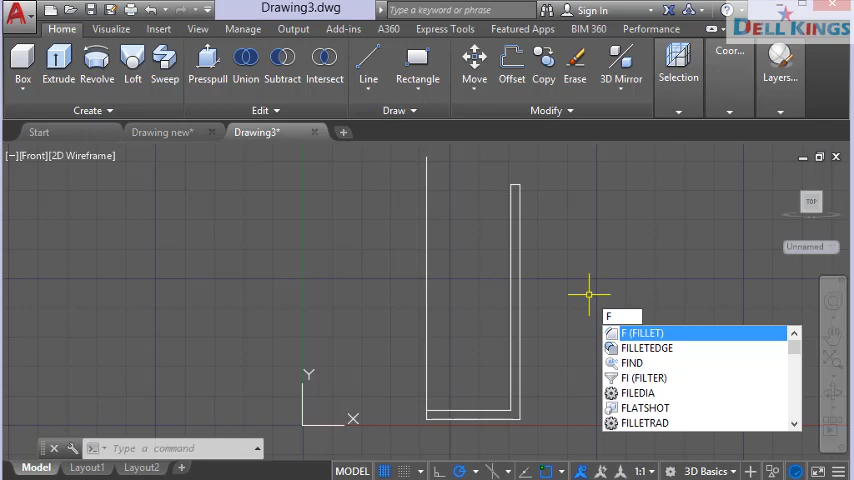 Drawing3.dwg
Type a keyword or phrase
Sign In
DELL KINGS
Home Visualize Insert View Manage Output Add-ins A360 Express Tools Featured Apps BIM 360 Performance
Box Extrude Revolve Loft Sweep Presspull Union Subtract Intersect Line Rectangle Move Offset Copy Erase 3D Mirror Selection Coor... Layers...
Create Edit Draw Modify
Start Drawing new* Drawing3*
[−][Front][2D Wireframe]
TOP
Unnamed
F
F (FILLET)
FILLETEDGE
FIND
FI (FILTER)
FILEDIA
FLATSHOT
FILLETRAD
Y
X
Type a command
Model Layout1 Layout2
MODEL 1:1 3D Basics